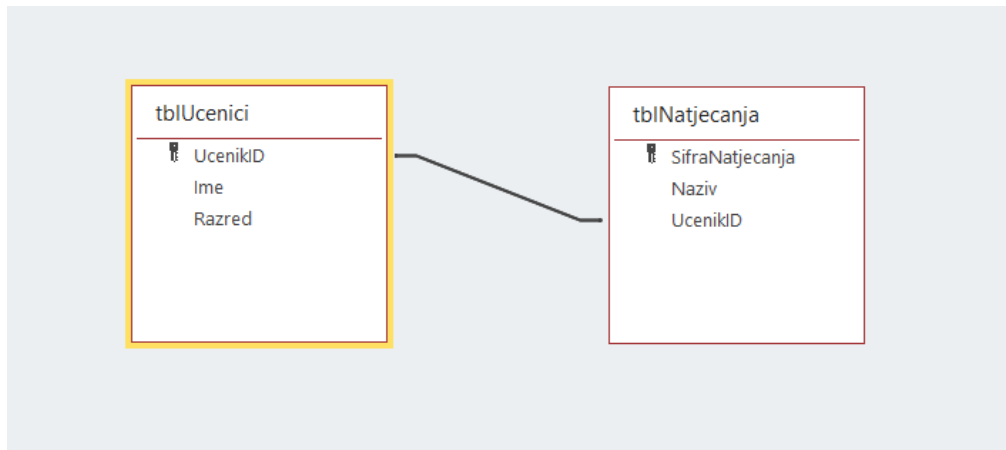 tblUcenici
UcenikID
Ime
Razred
tblNatjecanja
SifraNatjecanja
Naziv
UcenikID